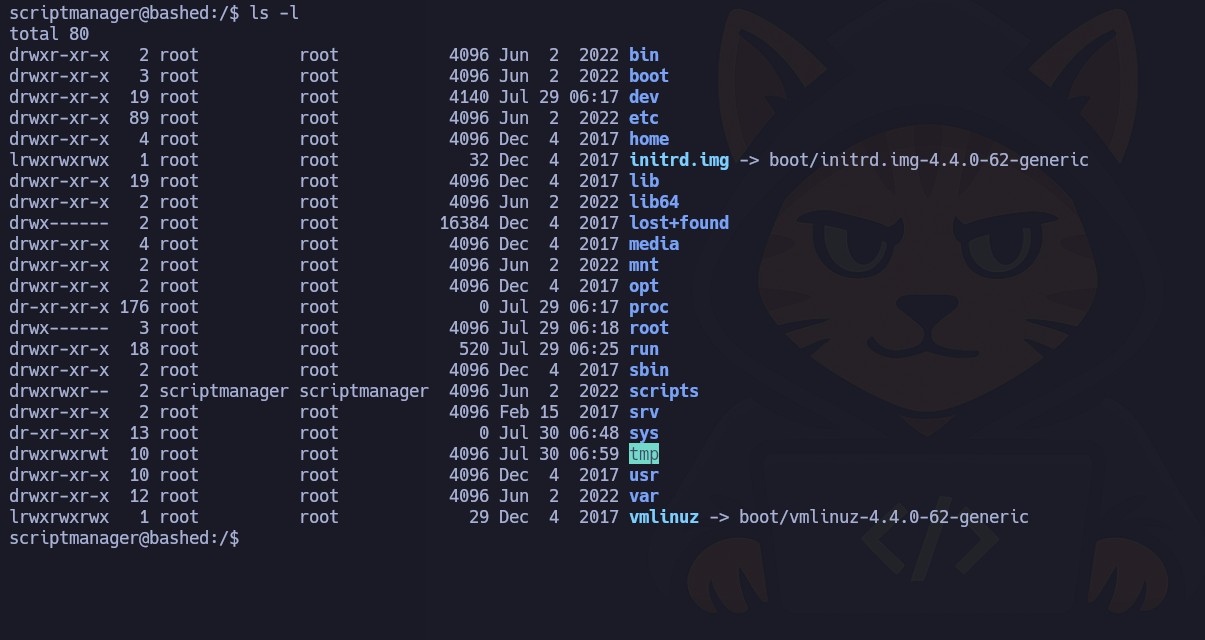 scriptmanager@bashed:/$ ls -l
total 80
drwxr-xr-x   2 root          root           4096 Jun  2  2022 bin
drwxr-xr-x   3 root          root           4096 Jun  2  2022 boot
drwxr-xr-x  19 root          root           4140 Jul 29 06:17 dev
drwxr-xr-x  89 root          root           4096 Jun  2  2022 etc
drwxr-xr-x   4 root          root           4096 Dec  4  2017 home
lrwxrwxrwx   1 root          root             32 Dec  4  2017 initrd.img -> boot/initrd.img-4.4.0-62-generic
drwxr-xr-x  19 root          root           4096 Dec  4  2017 lib
drwxr-xr-x   2 root          root           4096 Jun  2  2022 lib64
drwx------   2 root          root          16384 Dec  4  2017 lost+found
drwxr-xr-x   4 root          root           4096 Dec  4  2017 media
drwxr-xr-x   2 root          root           4096 Jun  2  2022 mnt
drwxr-xr-x   2 root          root           4096 Dec  4  2017 opt
dr-xr-xr-x 176 root          root              0 Jul 29 06:17 proc
drwx------   3 root          root           4096 Jul 29 06:18 root
drwxr-xr-x  18 root          root            520 Jul 29 06:25 run
drwxr-xr-x   2 root          root           4096 Dec  4  2017 sbin
drwxrwxr--   2 scriptmanager scriptmanager  4096 Jun  2  2022 scripts
drwxr-xr-x   2 root          root           4096 Feb 15  2017 srv
dr-xr-xr-x  13 root          root              0 Jul 30 06:48 sys
drwxrwxrwt  10 root          root           4096 Jul 30 06:59 tmp
drwxr-xr-x  10 root          root           4096 Dec  4  2017 usr
drwxr-xr-x  12 root          root           4096 Jun  2  2022 var
lrwxrwxrwx   1 root          root             29 Dec  4  2017 vmlinuz -> boot/vmlinuz-4.4.0-62-generic
scriptmanager@bashed:/$
</>